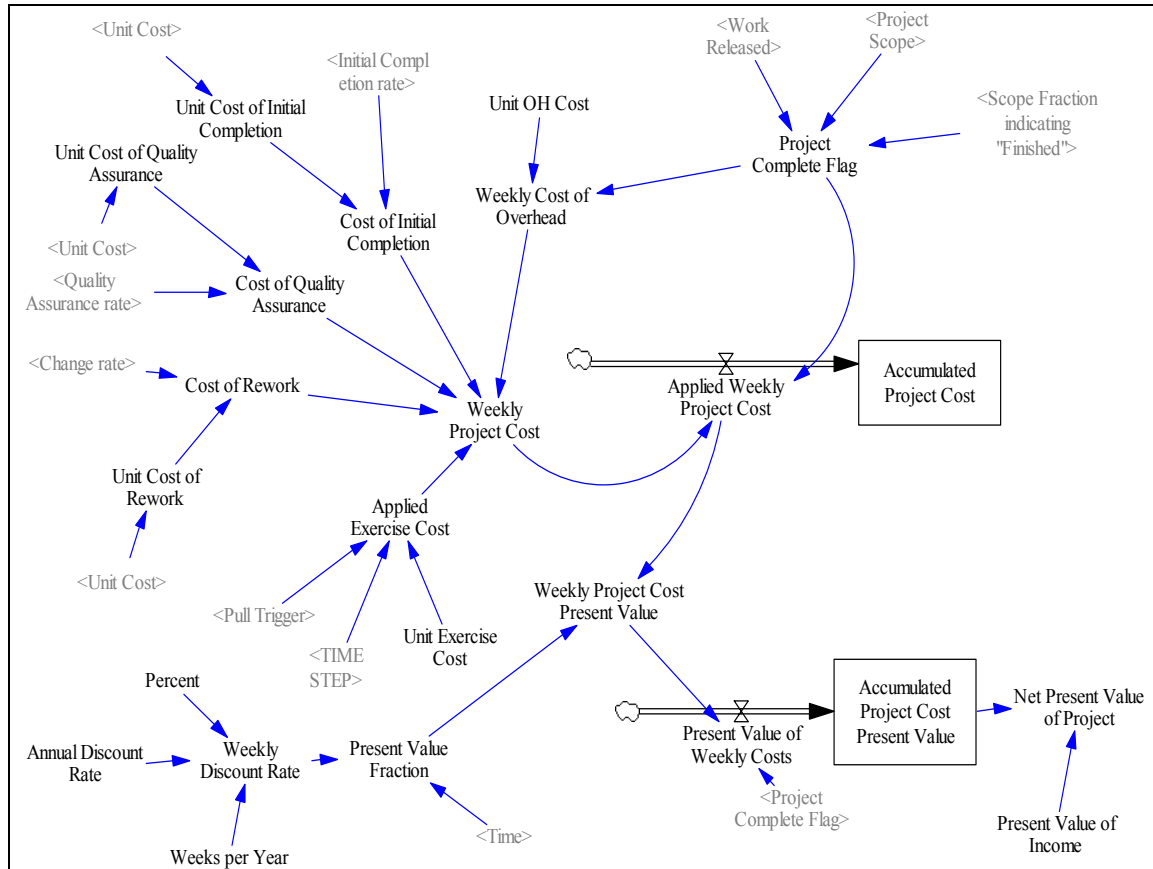 <Unit Cost>
<Work
Released>
<Project
Scope>
<Initial Compl
etion rate>
Unit Cost of Initial
Completion
Unit OH Cost
<Scope Fraction
indicating
"Finished">
Unit Cost of Quality
Assurance
Project
Complete Flag
Weekly Cost of
Overhead
Cost of Initial
Completion
<Unit Cost>
<Quality
Assurance rate>
Cost of Quality
Assurance
<Change rate>
Cost of Rework
Applied Weekly
Project Cost
Accumulated
Project Cost
Weekly
Project Cost
Unit Cost of
Rework
Applied
Exercise Cost
<Unit Cost>
<Pull Trigger>
Weekly Project Cost
Present Value
Unit Exercise
Cost
<TIME
STEP>
Percent
Accumulated
Project Cost
Present Value
Net Present Value
of Project
Annual Discount
Rate
Weekly
Discount Rate
Present Value
Fraction
Present Value of
Weekly Costs
<Project
Complete Flag>
<Time>
Present Value of
Income
Weeks per Year